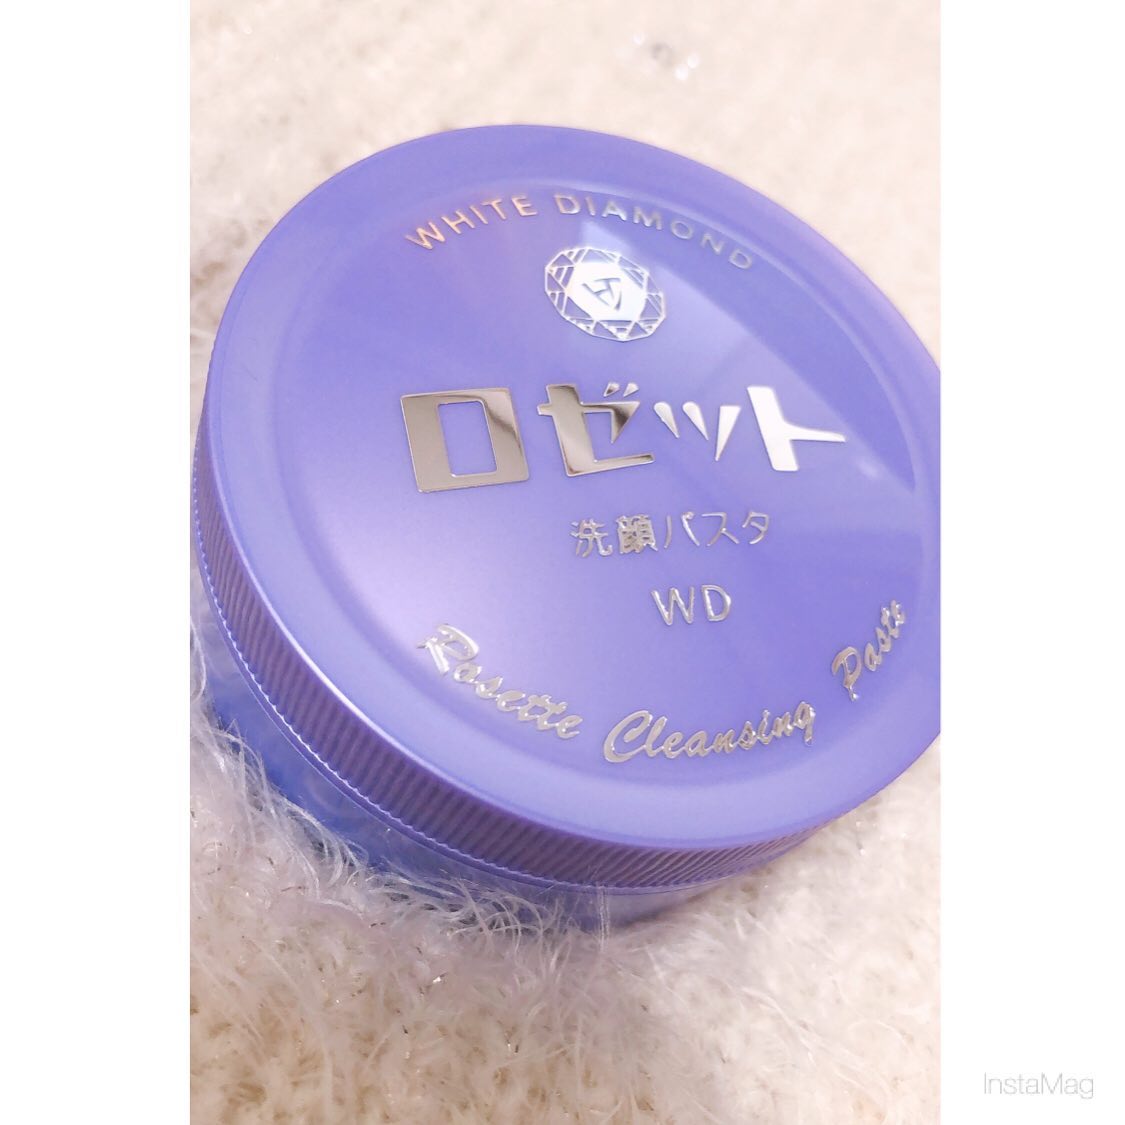 WHITE DIAMOND
ロゼット
洗顔パスタ
WD
Rosette Cleansing Paste
InstaMag